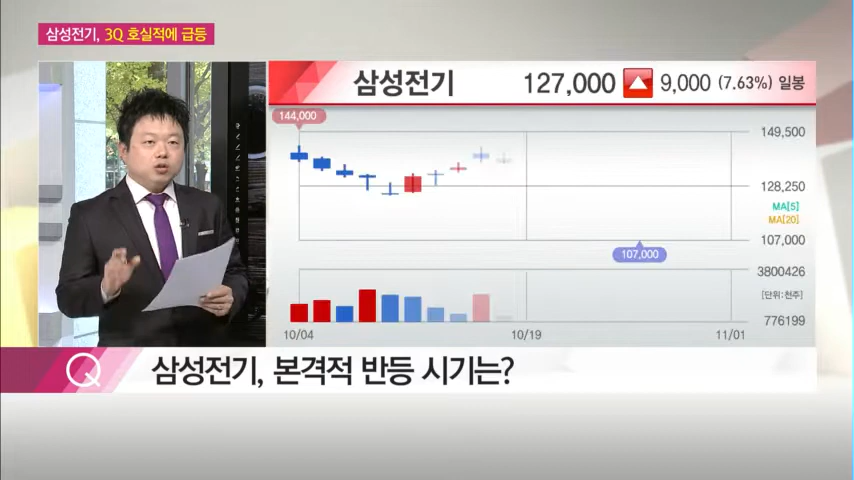 삼성전기, 3Q 호실적에 급등
삼성전기 127,000 9,000 (7.63%) 일봉
144,000
149,500
128,250
MA[5]
MA[20]
107,000
107,000
3800426
[단위:천주]
776199
10/04 10/19 11/01
Q 삼성전기, 본격적 반등 시기는?